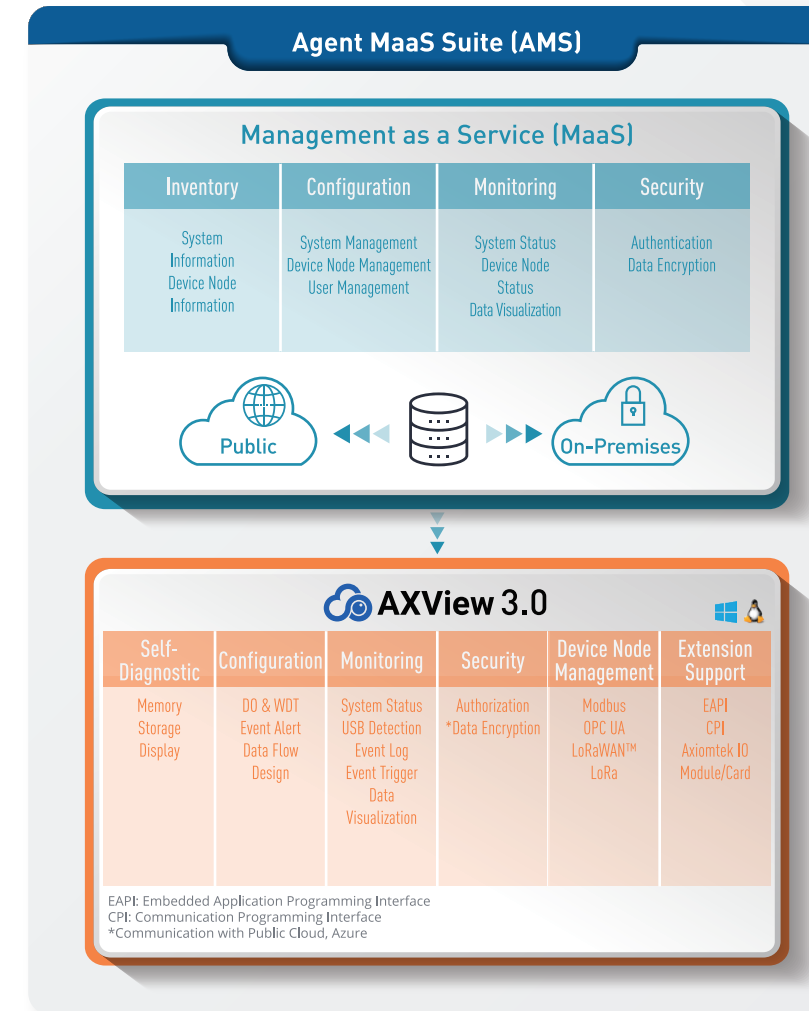 Agent MaaS Suite (AMS)
Management as a Service (MaaS)
Inventory
System
Information
Device Node
Information
Configuration
System Management
Device Node Management
User Management
Monitoring
System Status
Device Node
Status
Data Visualization
Security
Authentication
Data Encryption
Public
On-Premises
AXView 3.0
Self-
Diagnostic
Memory
Storage
Display
Configuration
DO & WDT
Event Alert
Data Flow
Design
Monitoring
System Status
USB Detection
Event Log
Event Trigger
Data
Visualization
Security
Authorization
*Data Encryption
Device Node
Management
Modbus
OPC UA
LoRaWAN™
LoRa
Extension
Support
EAPI
CPI
Axiomtek IO
Module/Card
EAPI: Embedded Application Programming Interface
CPI: Communication Programming Interface
*Communication with Public Cloud, Azure